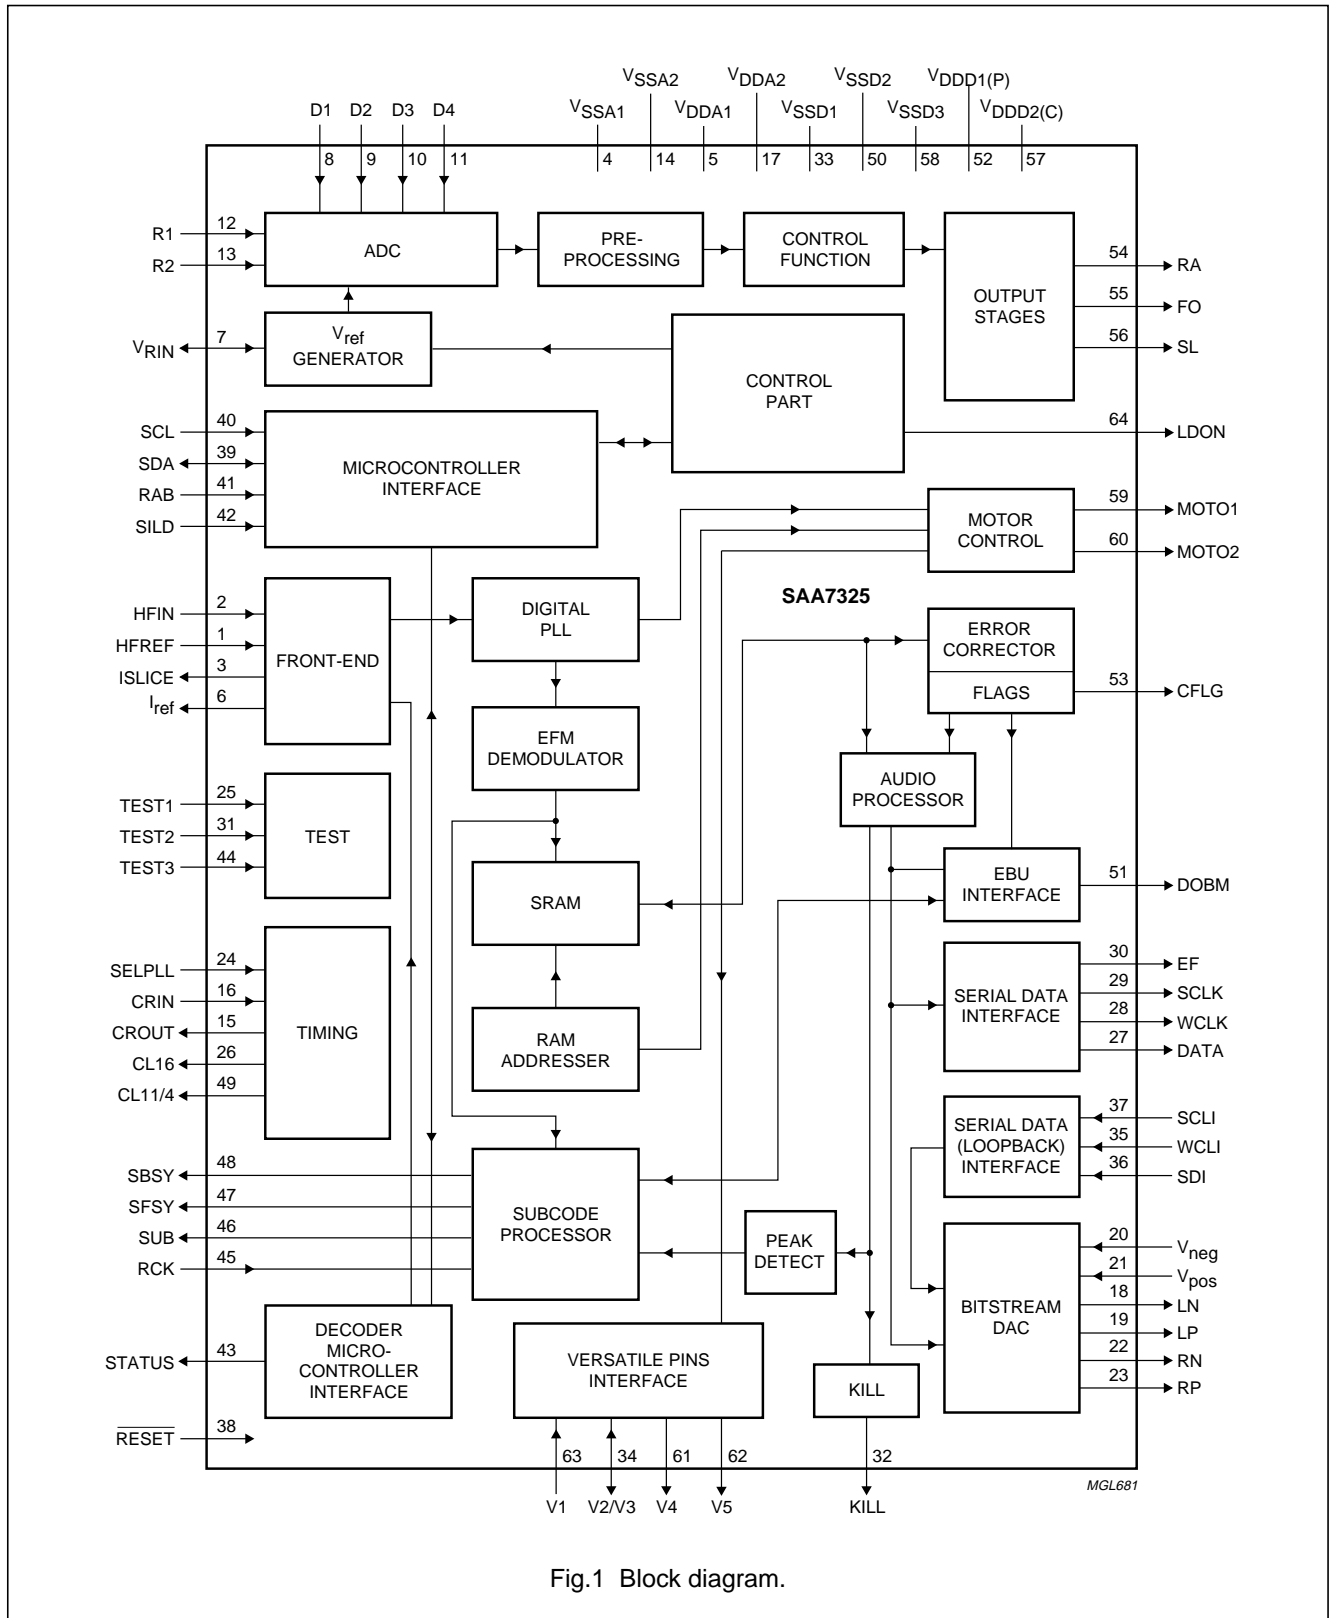 VSSA2 VDDA2 VSSD2 VDDD1(P)
D1 D2 D3 D4 VSSA1 VDDA1 VSSD1 VSSD3 VDDD2(C)
8 9 10 11 4 14 5 17 33 50 58 52 57
R1 12
R2 13
ADC
PRE-
PROCESSING
CONTROL
FUNCTION
OUTPUT
STAGES
54 RA
55 FO
56 SL
VRIN 7
Vref
GENERATOR
CONTROL
PART
64 LDON
SCL 40
SDA 39
RAB 41
SILD 42
MICROCONTROLLER
INTERFACE
MOTOR
CONTROL
59 MOTO1
60 MOTO2
SAA7325
HFIN 2
HFREF 1
ISLICE 3
Iref 6
FRONT-END
DIGITAL
PLL
ERROR
CORRECTOR
FLAGS
53 CFLG
EFM
DEMODULATOR
AUDIO
PROCESSOR
TEST1 25
TEST2 31
TEST3 44
TEST
SRAM
EBU
INTERFACE
51 DOBM
SELPLL 24
CRIN 16
CROUT 15
CL16 26
CL11/4 49
TIMING
RAM
ADDRESSER
SERIAL DATA
INTERFACE
30 EF
29 SCLK
28 WCLK
27 DATA
SERIAL DATA
(LOOPBACK)
INTERFACE
37 SCLI
35 WCLI
36 SDI
SBSY 48
SFSY 47
SUB 46
RCK 45
SUBCODE
PROCESSOR
PEAK
DETECT
BITSTREAM
DAC
20 Vneg
21 Vpos
18 LN
19 LP
22 RN
23 RP
STATUS 43
DECODER
MICRO-
CONTROLLER
INTERFACE
VERSATILE PINS
INTERFACE
KILL
RESET 38
63 34 61 62 32
V1 V2/V3 V4 V5 KILL
MGL681
Fig.1 Block diagram.